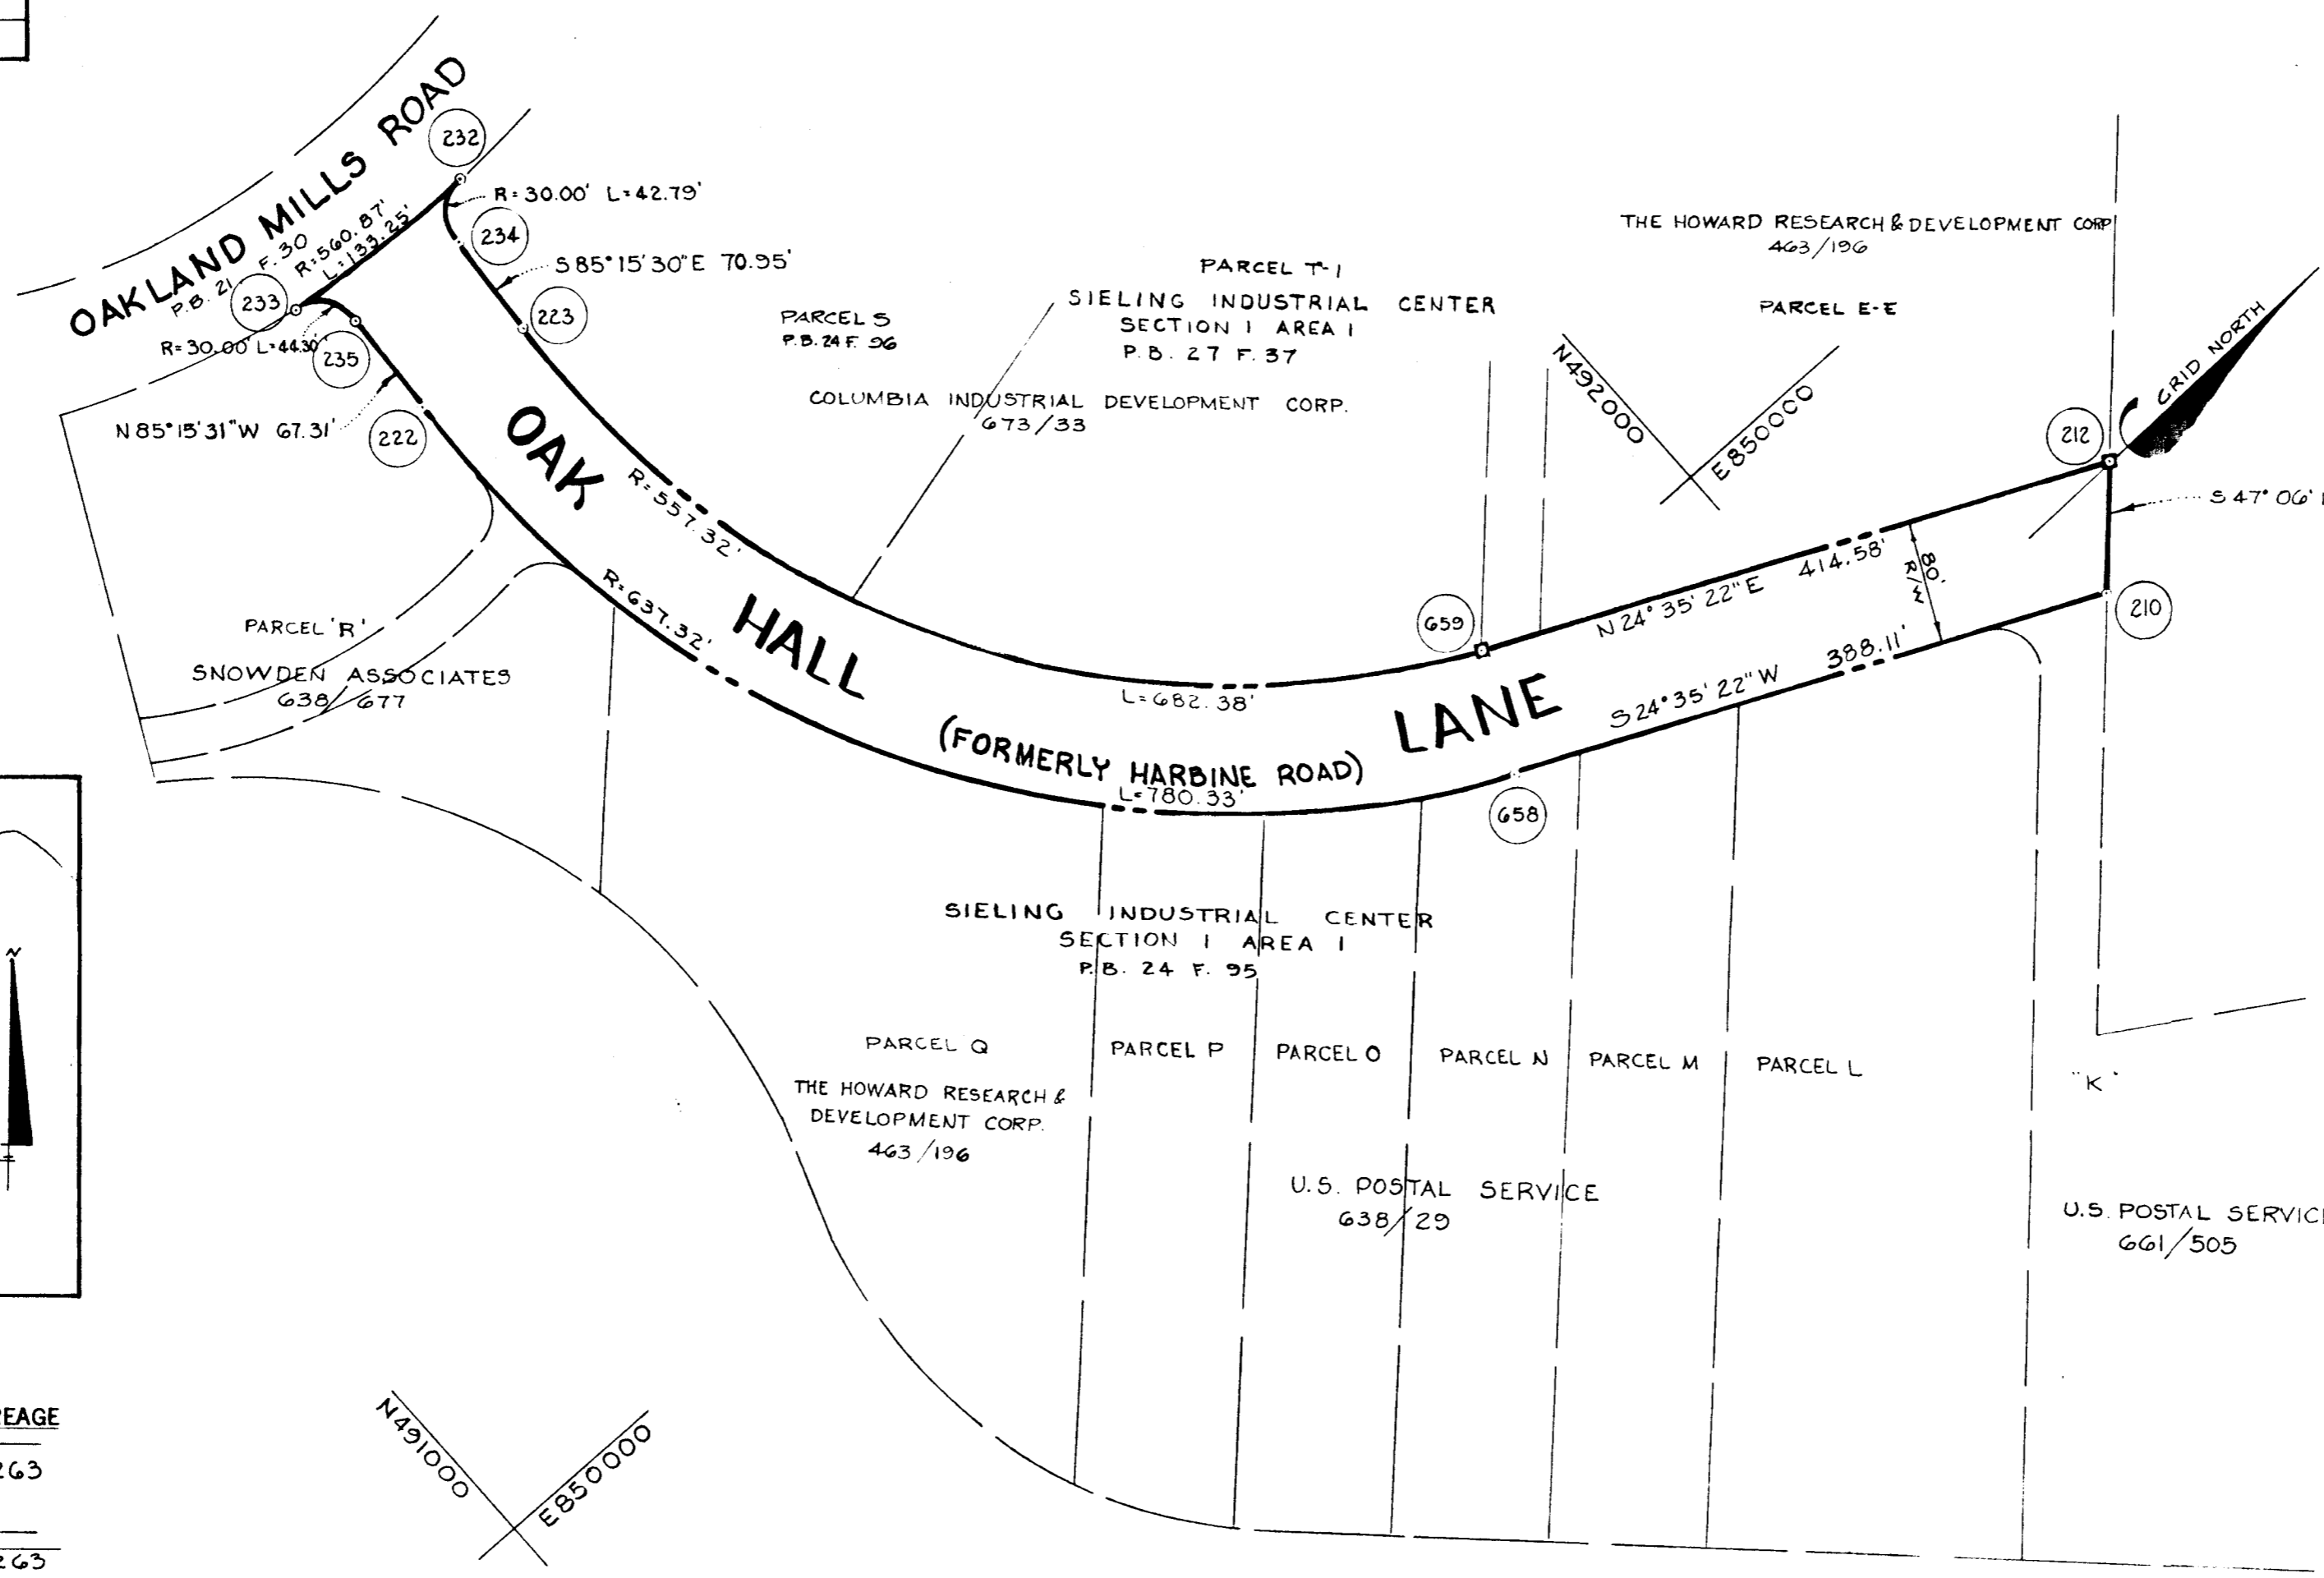 OAKLAND MILLS ROAD
P.B. 21 F. 30
R=560.87'
L=133.25'
232
R=30.00' L=42.79'
234
S 85° 15' 30" E 70.95'
233
223
R=30.00' L=44.30'
235
N 85° 15' 31" W 67.31'
222
PARCEL S
P.B. 24 F. 96
PARCEL T-1
SIELING INDUSTRIAL CENTER
SECTION 1 AREA 1
P.B. 27 F. 37
COLUMBIA INDUSTRIAL DEVELOPMENT CORP.
673/33
THE HOWARD RESEARCH & DEVELOPMENT CORP
463/196
PARCEL E-E
N492000
E850000
GRID NORTH
212
S 47° 06'
210
OAK HALL LANE
(FORMERLY HARBINE ROAD)
R=557.32'
L=682.38'
R=637.32'
L=780.33'
659
N 24° 35' 22" E 414.58'
80'
R/W
S 24° 35' 22" W 388.11'
658
PARCEL 'R'
SNOWDEN ASSOCIATES
638/677
SIELING INDUSTRIAL CENTER
SECTION 1 AREA 1
P.B. 24 F. 95
PARCEL Q
THE HOWARD RESEARCH &
DEVELOPMENT CORP.
463/196
PARCEL P
PARCEL O
PARCEL N
PARCEL M
PARCEL L
"K"
U.S. POSTAL SERVICE
638/29
U.S. POSTAL SERVIC
661/505
N
N491000
E850000
EAGE
263
263